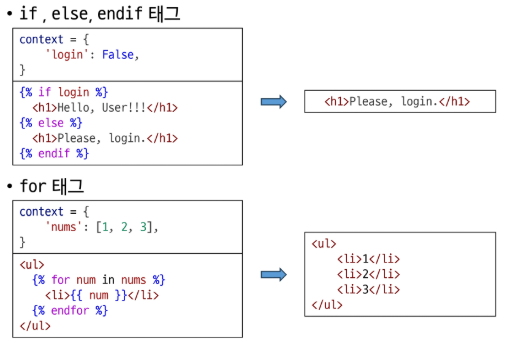 • if , else, endif 태그
context = {
    'login': False,
}
{% if login %}
  <h1>Hello, User!!!</h1>
{% else %}
  <h1>Please, login.</h1>
{% endif %}
<h1>Please, login.</h1>
• for 태그
context = {
    'nums': [1, 2, 3],
}
<ul>
  {% for num in nums %}
    <li>{{ num }}</li>
  {% endfor %}
</ul>
<ul>
    <li>1</li>
    <li>2</li>
    <li>3</li>
</ul>